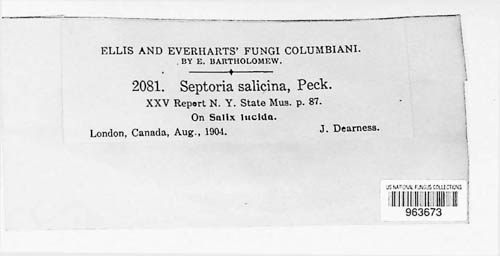 ELLIS AND EVERHARTS' FUNGI COLUMBIANI.
BY E. BARTHOLOMEW.
2081. Septoria salicina, Peck.
XXV Report N. Y. State Mus. p. 87.
On Salix lucida.
London, Canada, Aug., 1904. J. Dearness.
US NATIONAL FUNGUS COLLECTIONS
963673